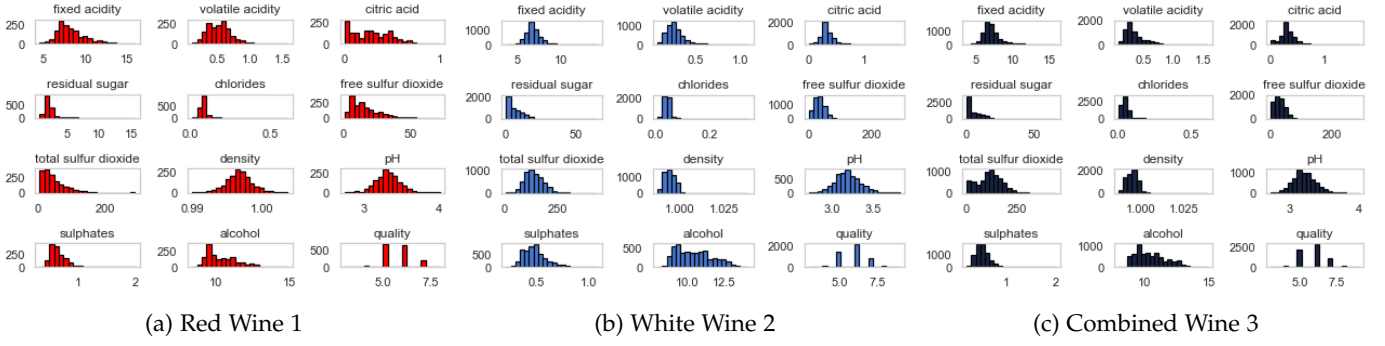 fixed acidity volatile acidity citric acid
250 0 5 10 15
250 0 0.5 1.0 1.5
250 0 0 1
residual sugar chlorides free sulfur dioxide
500 0 5 10 15
500 0 0.0 0.5
250 0 0 50
total sulfur dioxide density pH
250 0 0 200
250 0 0.99 1.00
250 0 3 4
sulphates alcohol quality
250 0 1 2
250 0 10 15
500 0 5.0 7.5
(a) Red Wine 1
fixed acidity volatile acidity citric acid
1000 0 5 10
1000 0 0.5 1.0
2000 0 0 1
residual sugar chlorides free sulfur dioxide
2000 0 0 50
2000 0 0.0 0.2
1000 0 0 200
total sulfur dioxide density pH
1000 0 0 250
1000 0 1.000 1.025
500 0 3.0 3.5
sulphates alcohol quality
500 0 0.5 1.0
500 0 10.0 12.5
2000 0 5.0 7.5
(b) White Wine 2
fixed acidity volatile acidity citric acid
1000 0 5 10 15
2000 0 0.5 1.0 1.5
2000 0 0 1
residual sugar chlorides free sulfur dioxide
2500 0 0 50
2500 0 0.0 0.5
2000 0 0 200
total sulfur dioxide density pH
1000 0 0 250
2000 0 1.000 1.025
1000 0 3 4
sulphates alcohol quality
1000 0 1 2
1000 0 10 15
2500 0 5.0 7.5
(c) Combined Wine 3